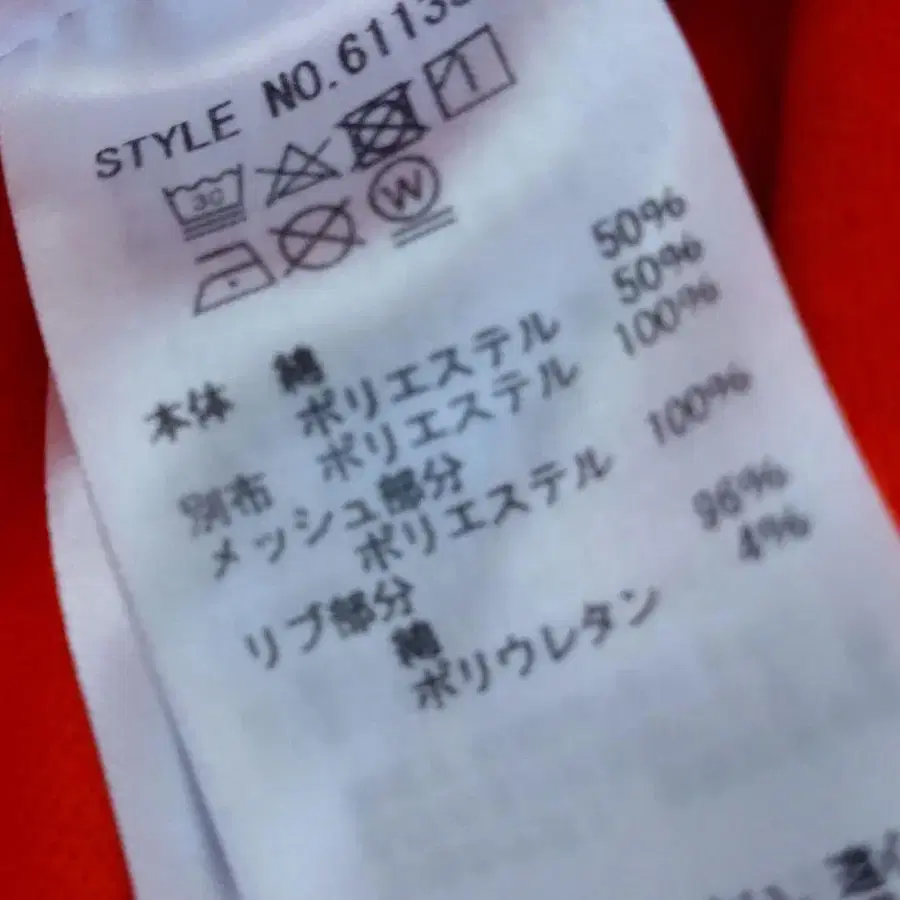 STYLE NO.61133
30
W
本体 綿 50%
ポリエステル 50%
別布 ポリエステル 100%
メッシュ部分
ポリエステル 100%
リブ部分
綿 96%
ポリウレタン 4%